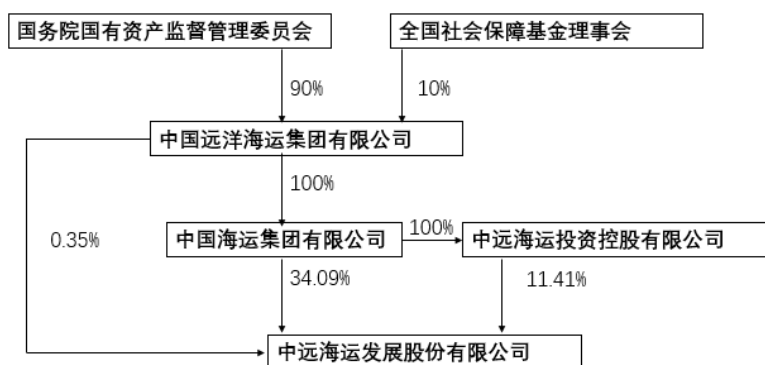 国务院国有资产监督管理委员会
全国社会保障基金理事会
90%
10%
中国远洋海运集团有限公司
100%
0.35%
中国海运集团有限公司
100%
中远海运投资控股有限公司
34.09%
11.41%
中远海运发展股份有限公司